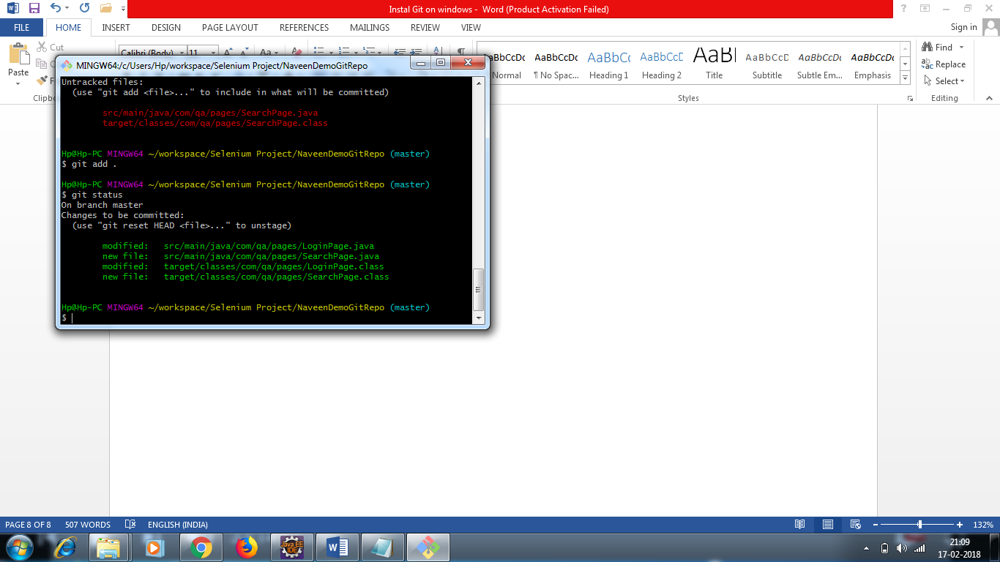 Instal Git on windows - Word (Product Activation Failed)
FILE HOME INSERT DESIGN PAGE LAYOUT REFERENCES MAILINGS REVIEW VIEW Sign in
Cut
Paste
Calibri (Body) 11
AaBbCcDc AaBbCcDc AaBbCc AaBbCcD AaBl AaBbCcD AaBbCcDc AaBbCcDc
Normal ¶ No Spac... Heading 1 Heading 2 Title Subtitle Subtle Em... Emphasis
Find
Replace
Select
Clipb
Styles
Editing
MINGW64:/c/Users/Hp/workspace/Selenium Project/NaveenDemoGitRepo
Untracked files:
(use "git add <file>..." to include in what will be committed)
src/main/java/com/qa/pages/SearchPage.java
target/classes/com/qa/pages/SearchPage.class
Hp@Hp-PC MINGW64 ~/workspace/Selenium Project/NaveenDemoGitRepo (master)
$ git add .
Hp@Hp-PC MINGW64 ~/workspace/Selenium Project/NaveenDemoGitRepo (master)
$ git status
On branch master
Changes to be committed:
(use "git reset HEAD <file>..." to unstage)
modified: src/main/java/com/qa/pages/LoginPage.java
new file: src/main/java/com/qa/pages/SearchPage.java
modified: target/classes/com/qa/pages/LoginPage.class
new file: target/classes/com/qa/pages/SearchPage.class
Hp@Hp-PC MINGW64 ~/workspace/Selenium Project/NaveenDemoGitRepo (master)
$
PAGE 8 OF 8 507 WORDS ENGLISH (INDIA) 132%
Java EE
IDE
21:09
17-02-2018